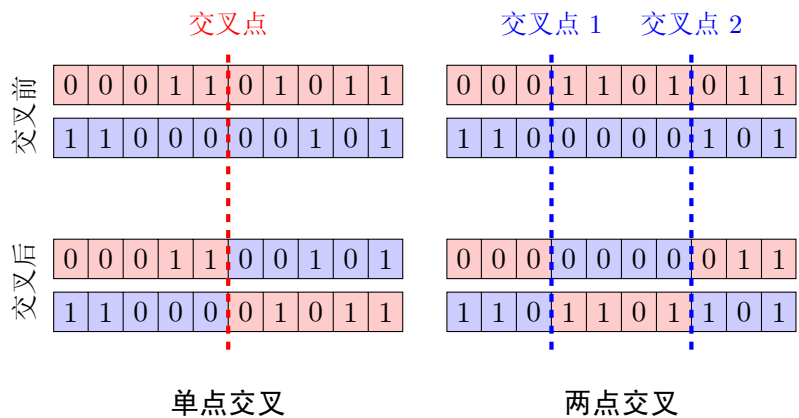 交叉点 交叉点 1 交叉点 2
交叉前
0 0 0 1 1 0 1 0 1 1 0 0 0 1 1 0 1 0 1 1
1 1 0 0 0 0 0 1 0 1 1 1 0 0 0 0 0 1 0 1
交叉后
0 0 0 1 1 0 0 1 0 1 0 0 0 0 0 0 0 0 1 1
1 1 0 0 0 0 1 0 1 1 1 1 0 1 1 0 1 1 0 1
单点交叉 两点交叉